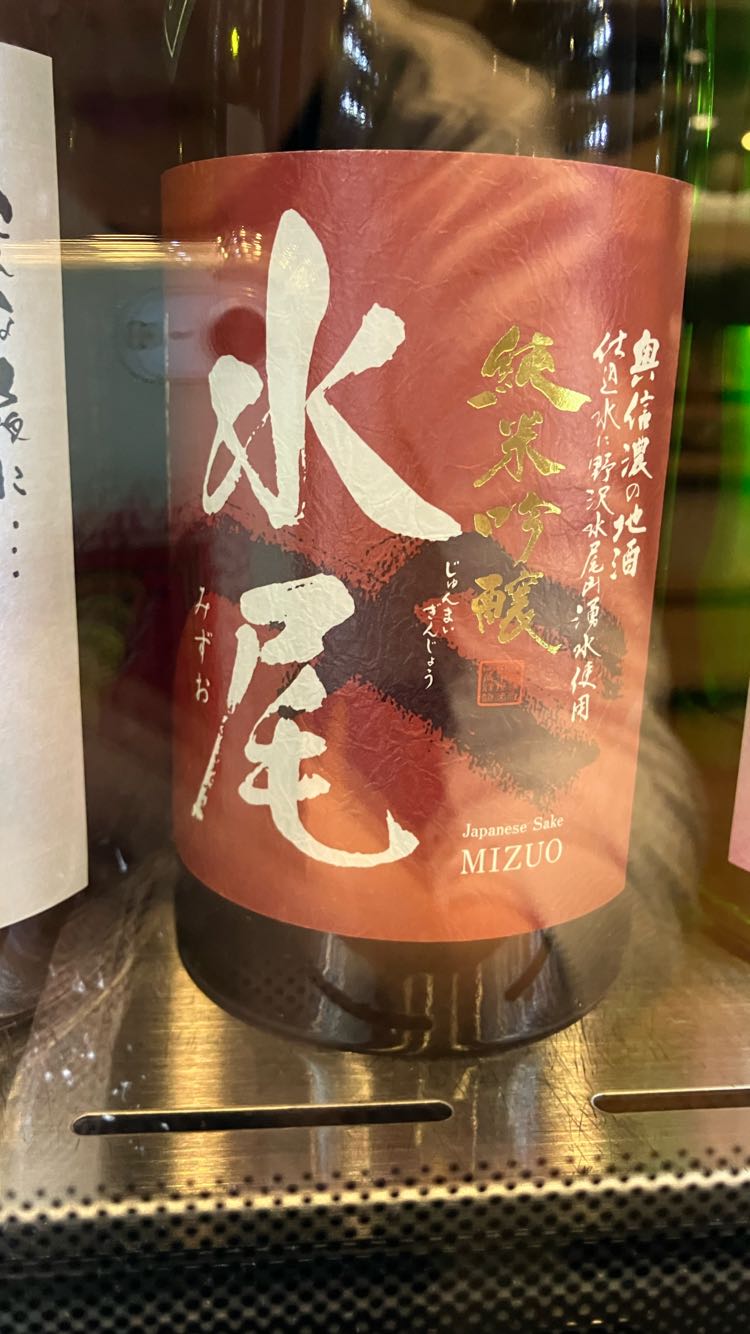 奥信濃の地酒
仕込水に野沢水尾山湧水使用
純米吟醸
じゅんまい
ぎんじょう
水尾
みずお
Japanese Sake
MIZUO